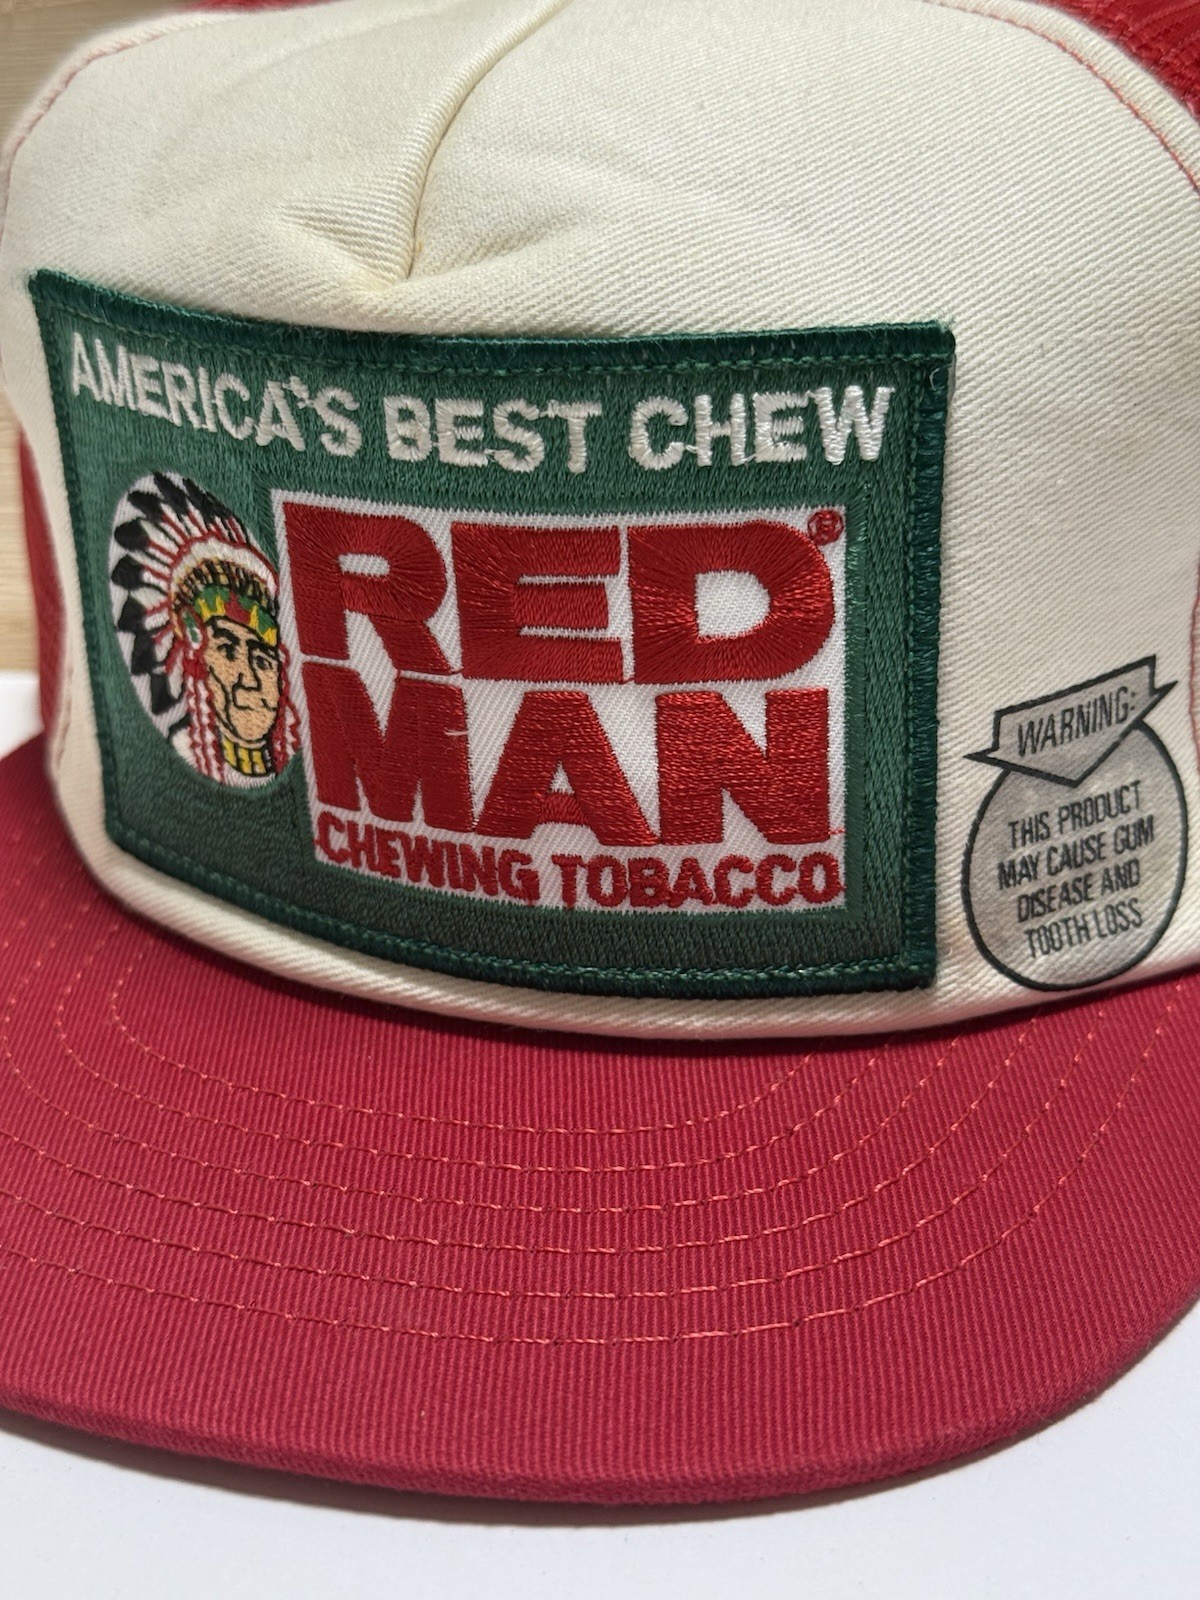 AMERICA'S BEST CHEW
RED®
MAN
CHEWING TOBACCO
WARNING:
THIS PRODUCT
MAY CAUSE GUM
DISEASE AND
TOOTH LOSS